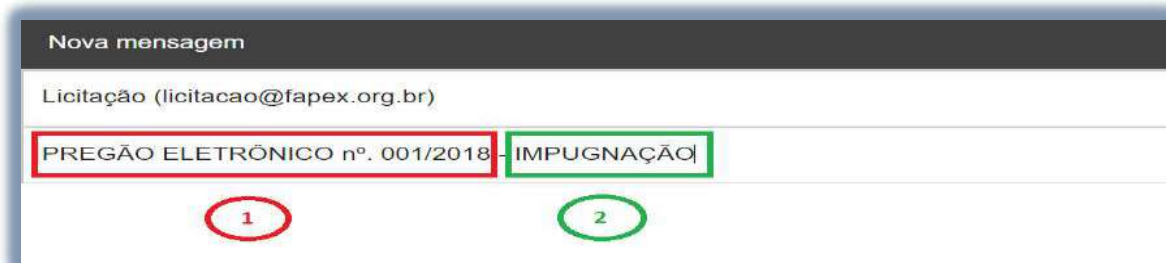 Nova mensagem
Licitação (licitacao@fapex.org.br)
PREGÃO ELETRÔNICO nº. 001/2018 - IMPUGNAÇÃO
1 2